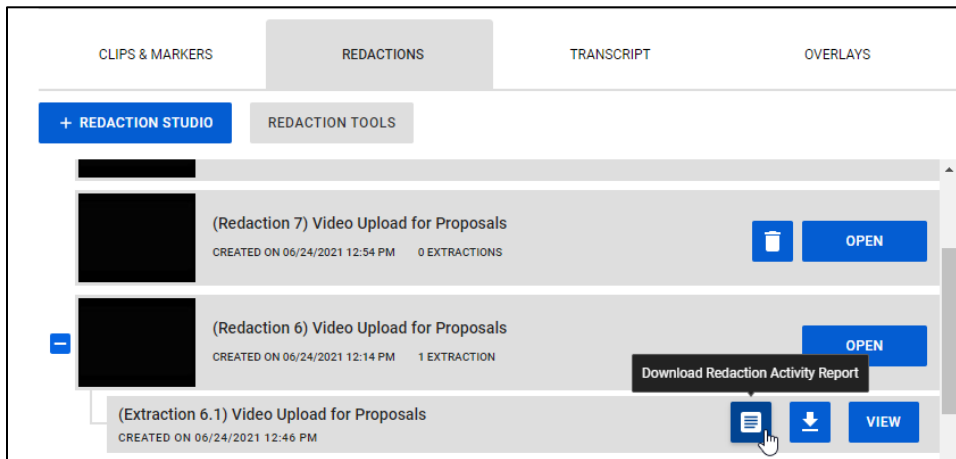 CLIPS & MARKERS REDACTIONS TRANSCRIPT OVERLAYS
+ REDACTION STUDIO REDACTION TOOLS
(Redaction 7) Video Upload for Proposals
CREATED ON 06/24/2021 12:54 PM 0 EXTRACTIONS
OPEN
(Redaction 6) Video Upload for Proposals
CREATED ON 06/24/2021 12:14 PM 1 EXTRACTION
OPEN
Download Redaction Activity Report
(Extraction 6.1) Video Upload for Proposals
CREATED ON 06/24/2021 12:46 PM
VIEW